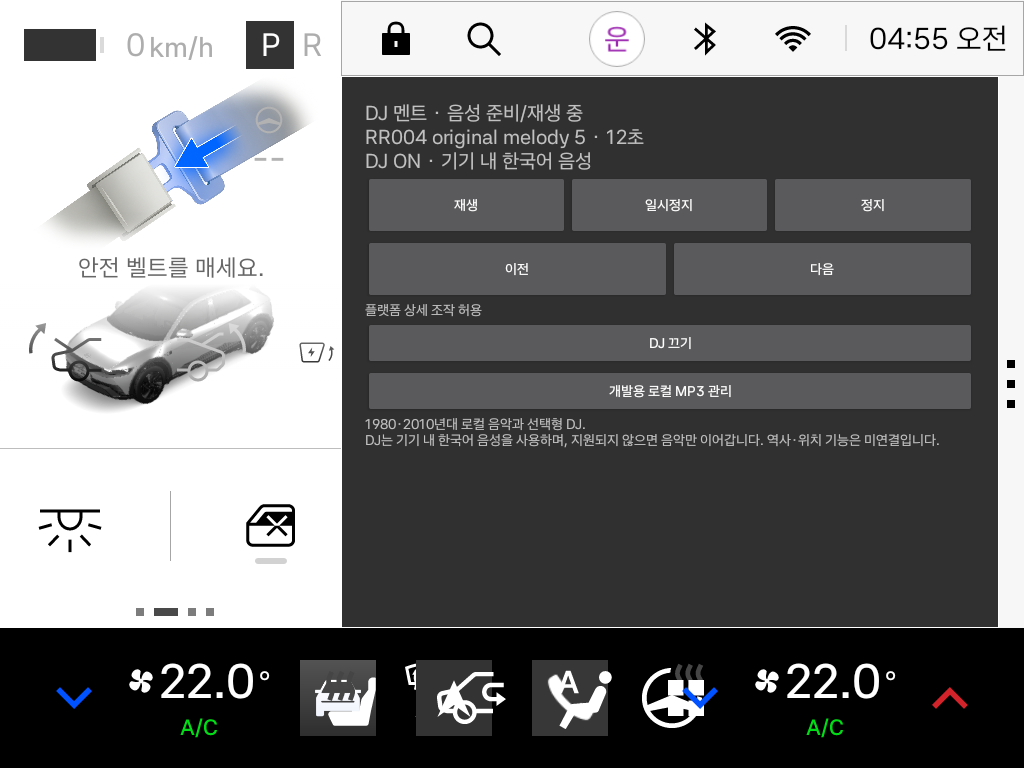 0 km/h
P R
운
04:55 오전
안전 벨트를 매세요.
DJ 멘트 · 음성 준비/재생 중
RR004 original melody 5 · 12초
DJ ON · 기기 내 한국어 음성
재생
일시정지
정지
이전
다음
플랫폼 상세 조작 허용
DJ 끄기
개발용 로컬 MP3 관리
1980·2010년대 로컬 음악과 선택형 DJ.
DJ는 기기 내 한국어 음성을 사용하며, 지원되지 않으면 음악만 이어갑니다. 역사·위치 기능은 미연결입니다.
22.0°
A/C
A
A
22.0°
A/C